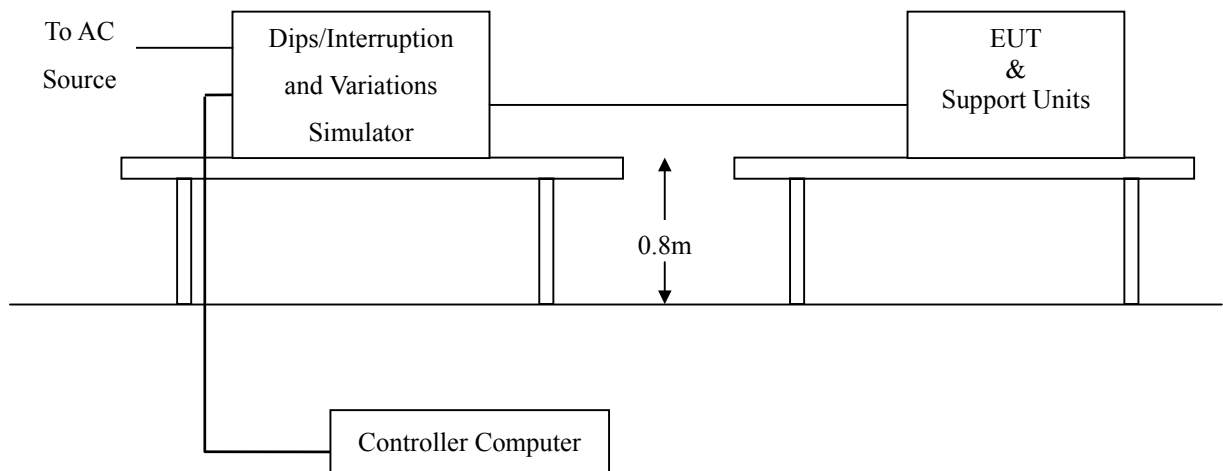 To AC
Source
Dips/Interruption
and Variations
Simulator
EUT
&
Support Units
0.8m
Controller Computer